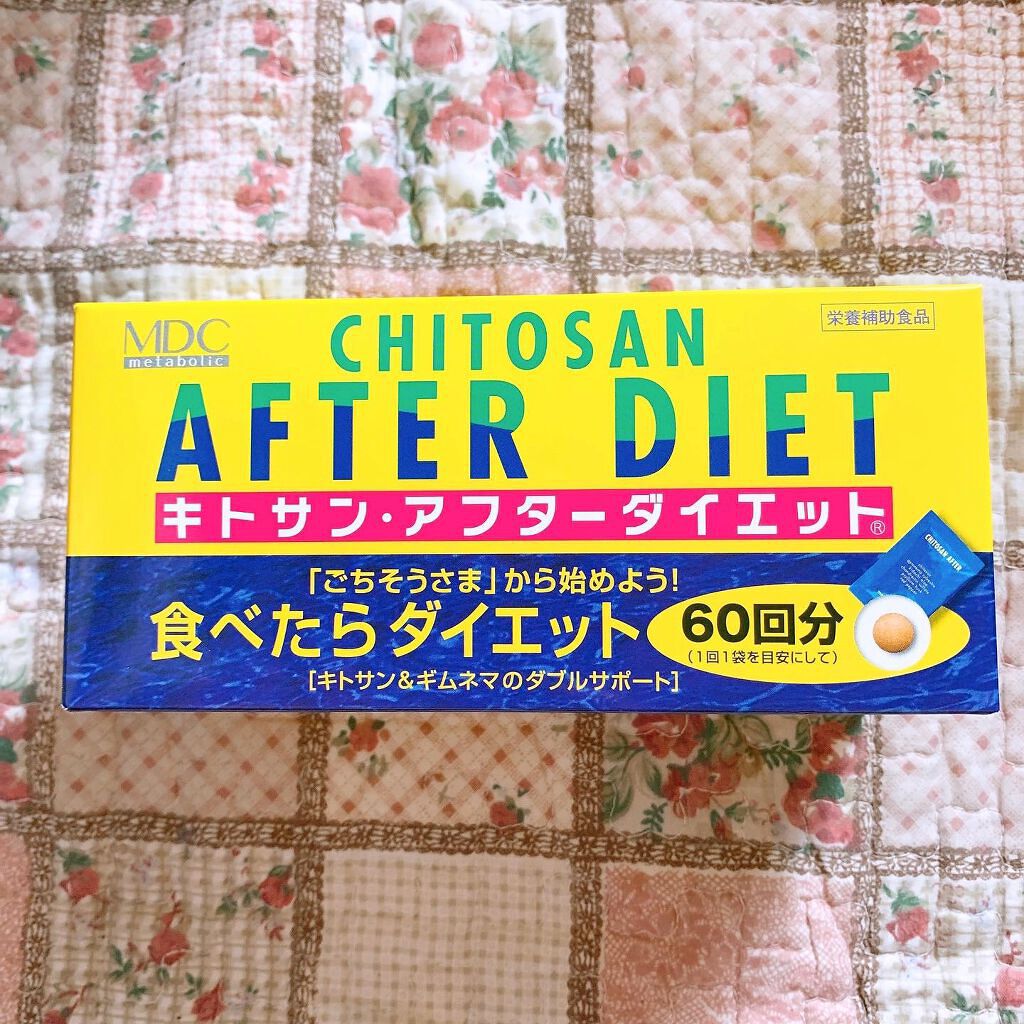 MDC
metabolic
栄養補助食品
CHITOSAN
AFTER DIET
キトサン・アフターダイエット®
「ごちそうさま」から始めよう!
食べたらダイエット
[キトサン&ギムネマのダブルサポート]
60回分
(1回1袋を目安にして)
CHITOSAN AFTER